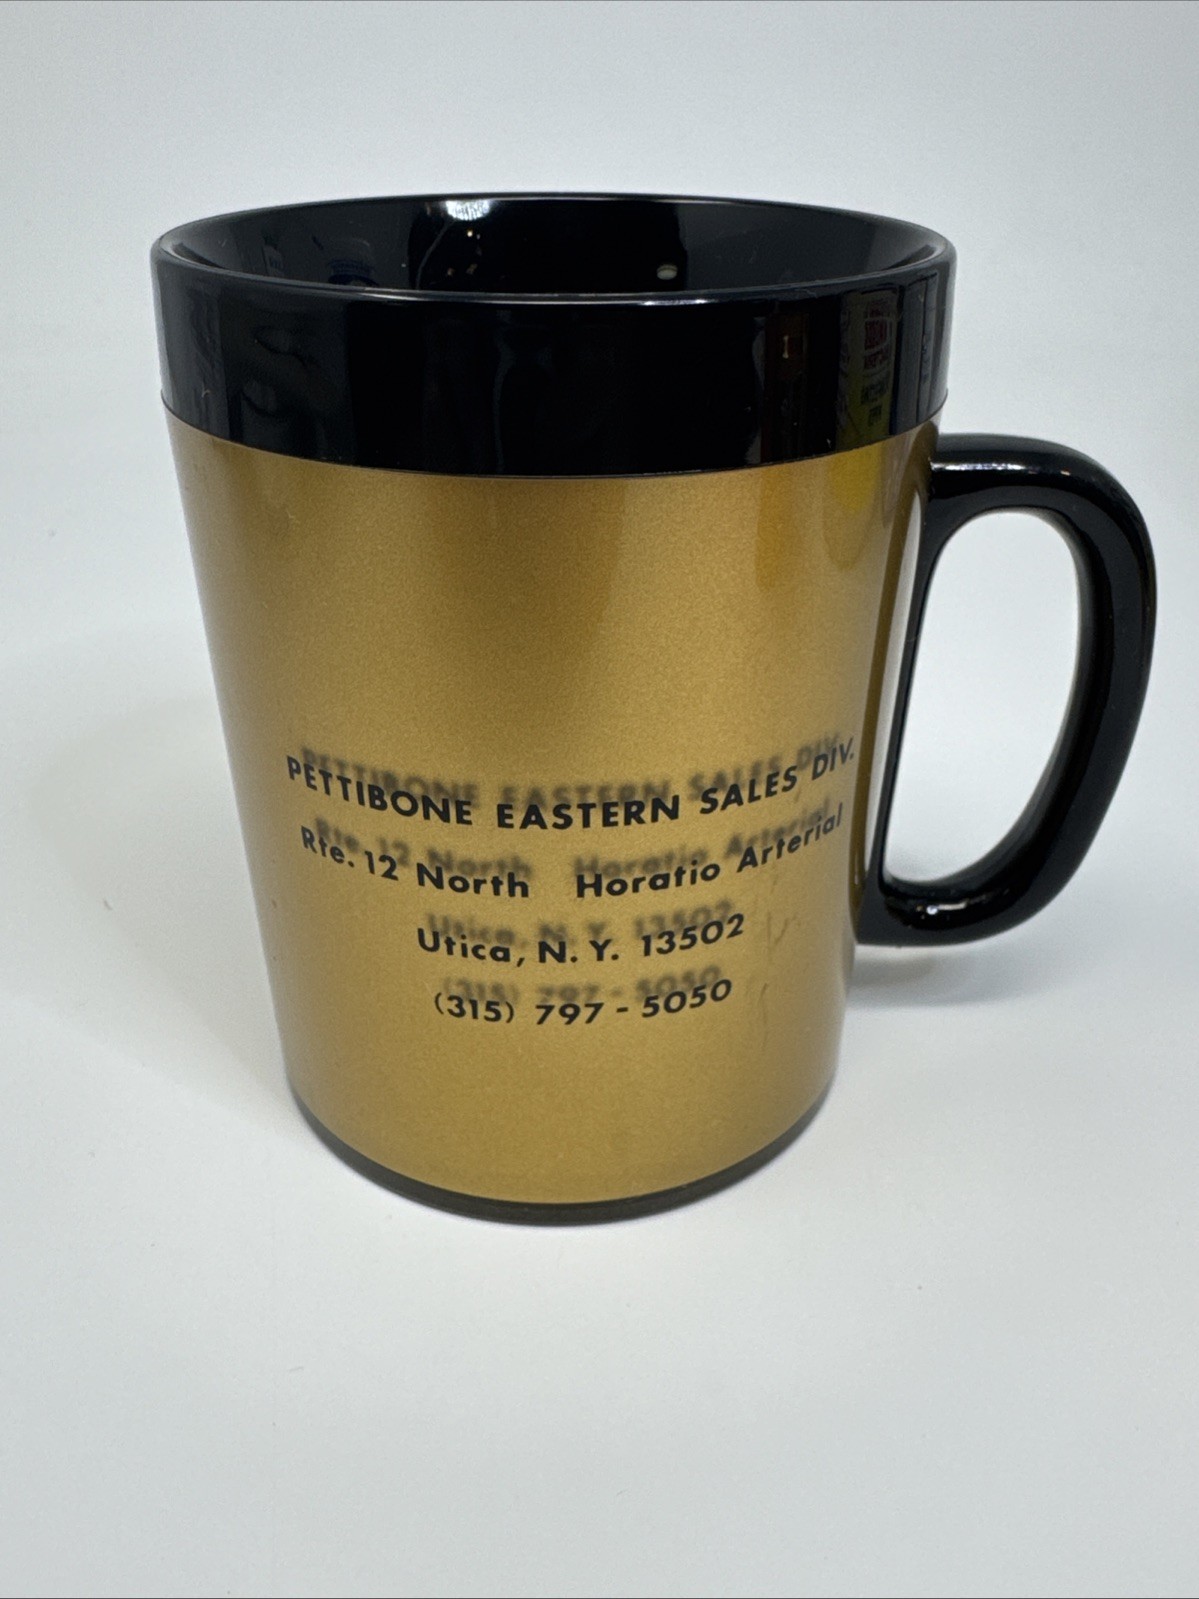 PETTIBONE EASTERN SALES DIV.
Rte. 12 North Horatio Arterial
Utica, N. Y. 13502
(315) 797 - 5050